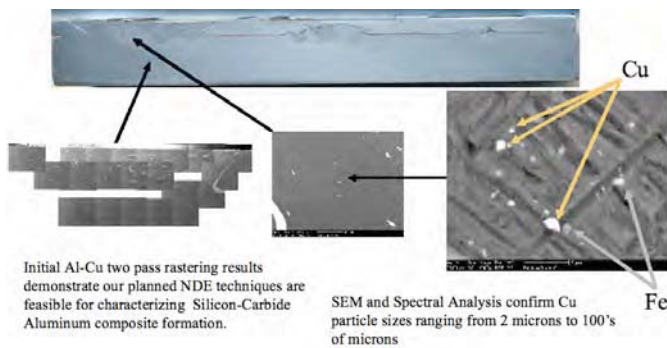 Cu
Initial Al-Cu two pass rastering results
demonstrate our planned NDE techniques are
feasible for characterizing Silicon-Carbide
Aluminum composite formation.
SEM and Spectral Analysis confirm Cu
particle sizes ranging from 2 microns to 100's
of microns
Fe